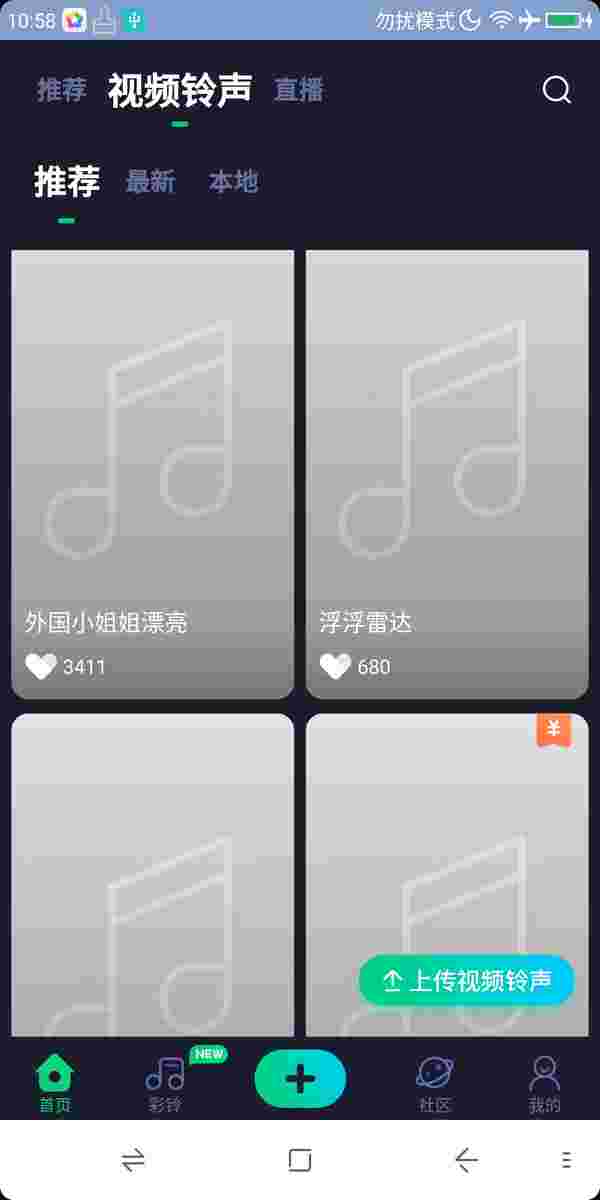 10:58 勿扰模式
推荐 视频铃声 直播
推荐 最新 本地
外国小姐姐漂亮
3411
浮浮雷达
680
¥
上传视频铃声
NEW
首页 彩铃 社区 我的